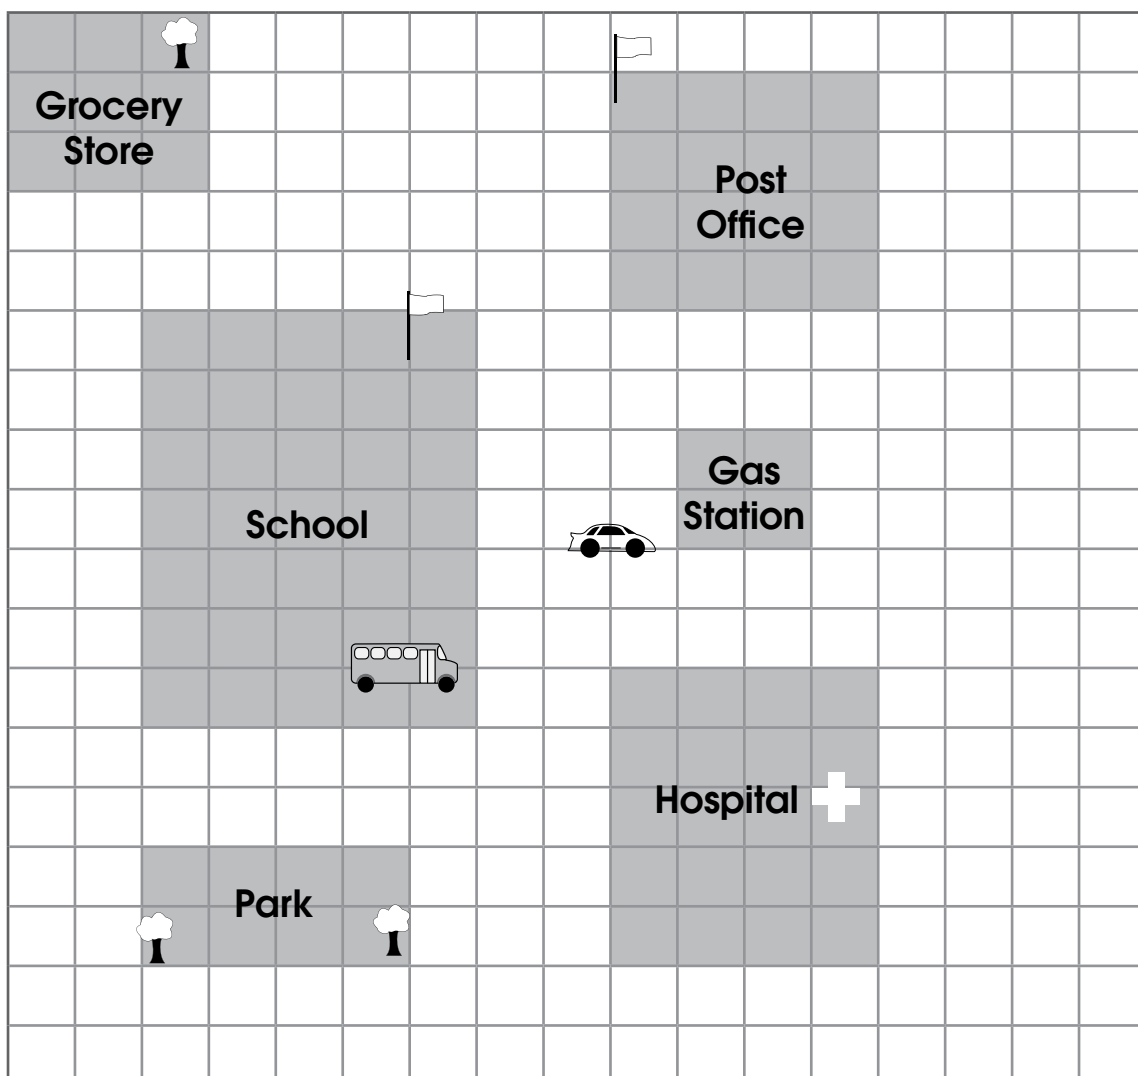 Grocery
Store
Post
Office
School
Gas
Station
Hospital
Park